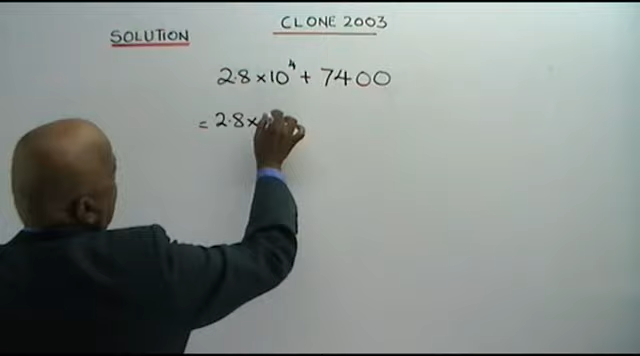 CLONE 2003
SOLUTION
2.8 ×10⁴ + 7400
= 2.8 ×